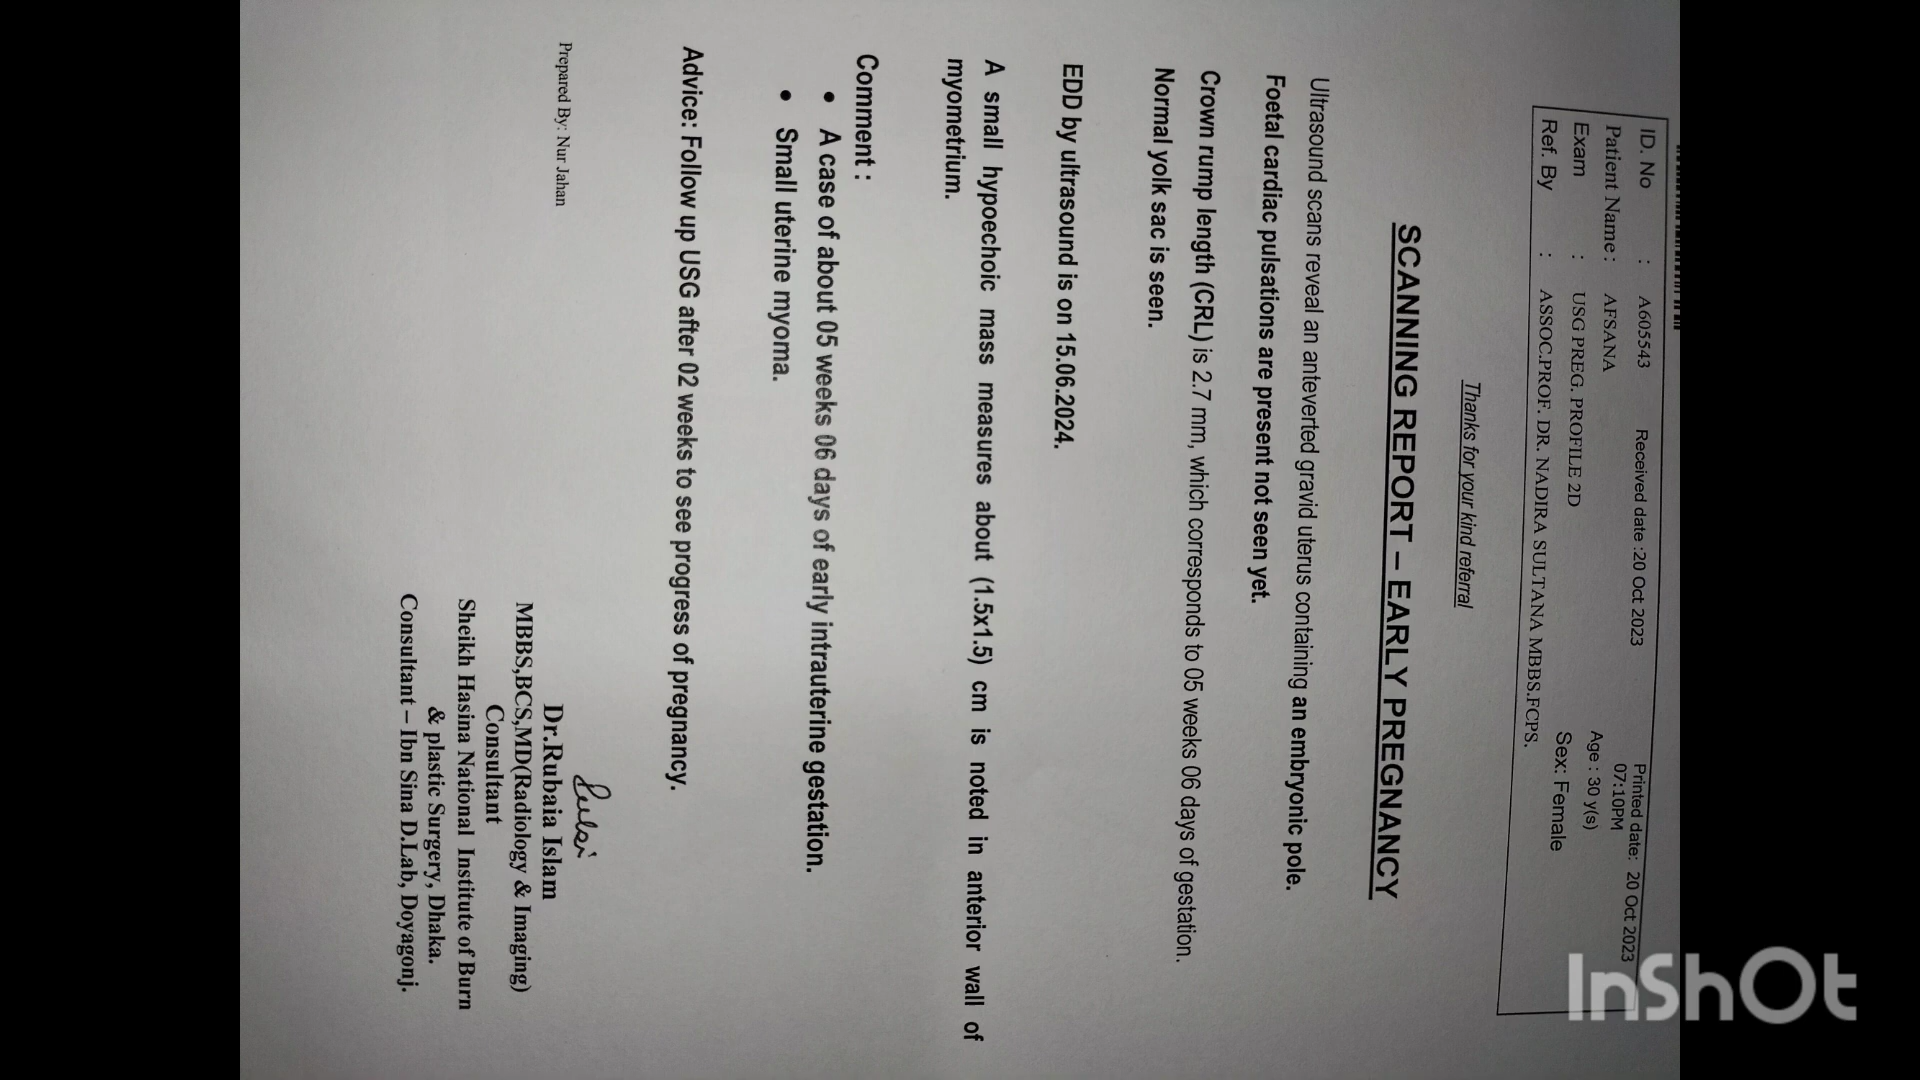 ID. No : A605543 Received date :20 Oct 2023 Printed date: 20 Oct 2023
07:10PM
Patient Name : AFSANA Age : 30 y(s)
Exam : USG PREG. PROFILE 2D Sex: Female
Ref. By : ASSOC.PROF. DR. NADIRA SULTANA MBBS.FCPS.
Thanks for your kind referral
SCANNING REPORT – EARLY PREGNANCY
Ultrasound scans reveal an anteverted gravid uterus containing an embryonic pole.
Foetal cardiac pulsations are present not seen yet.
Crown rump length (CRL) is 2.7 mm, which corresponds to 05 weeks 06 days of gestation.
Normal yolk sac is seen.
EDD by ultrasound is on 15.06.2024.
A small hypoechoic mass measures about (1.5x1.5) cm is noted in anterior wall of
myometrium.
Comment :
• A case of about 05 weeks 06 days of early intrauterine gestation.
• Small uterine myoma.
Advice: Follow up USG after 02 weeks to see progress of pregnancy.
Prepared By: Nur Jahan
Dr.Rubaia Islam
MBBS,BCS,MD(Radiology & Imaging)
Consultant
Sheikh Hasina National Institute of Burn
& plastic Surgery, Dhaka.
Consultant – Ibn Sina D.Lab, Doyagonj.
InShOt